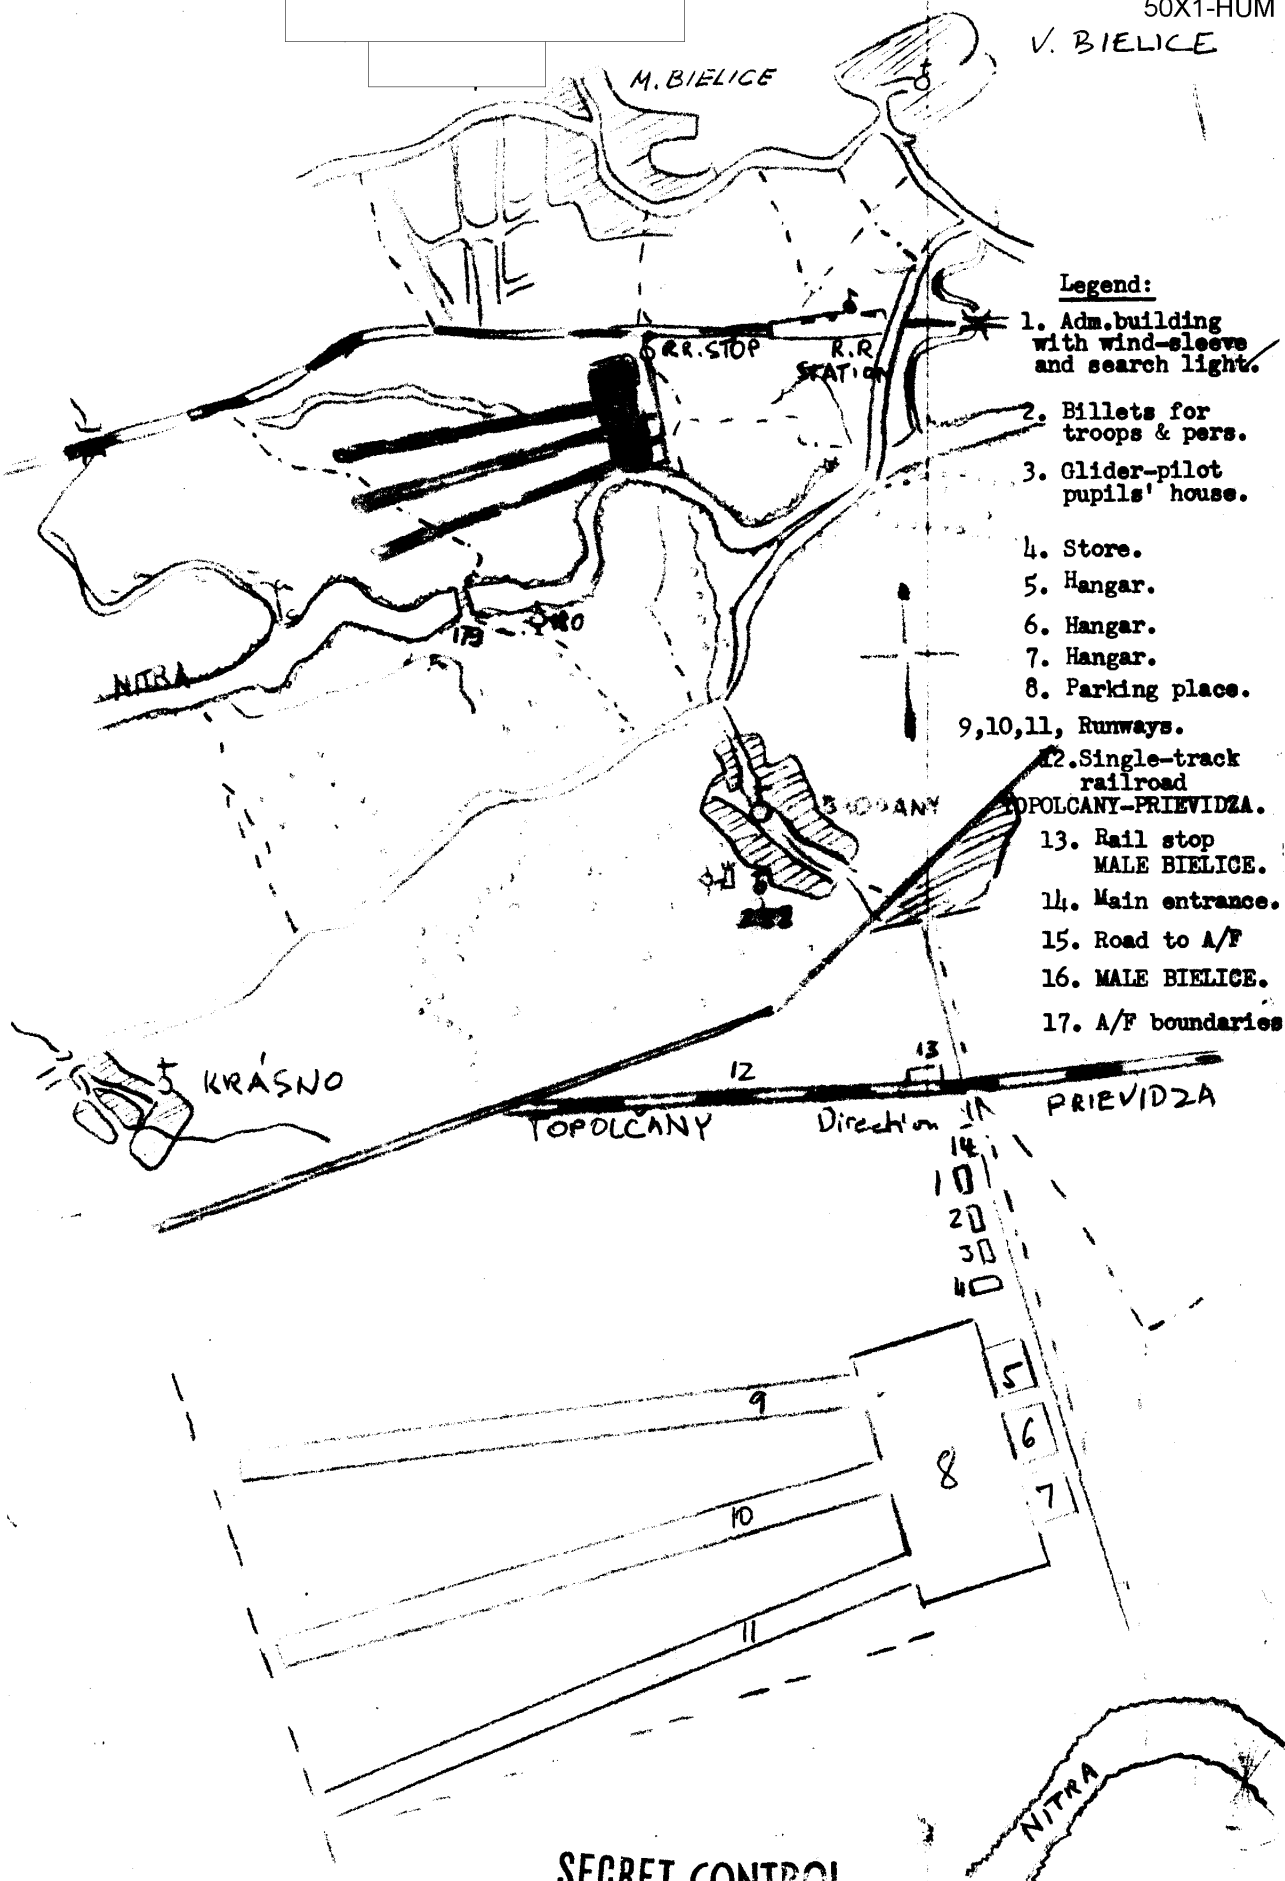 50X1-HUM
V. BIELICE
M. BIELICE
Legend:
1. Adm.building
with wind-sleeve
and search light.
RR. STOP
R.R
STATION
2. Billets for
troops & pers.
3. Glider-pilot
pupils' house.
4. Store.
5. Hangar.
6. Hangar.
7. Hangar.
8. Parking place.
9,10,11, Runways.
12.Single-track
railroad
TOPOLCANY-PRIEVIDZA.
13. Rail stop
MALE BIELICE.
14. Main entrance.
15. Road to A/F
16. MALE BIELICE.
17. A/F boundaries
179
180
NITRA
KRÁSNO
12
13
TOPOLČANY
Direction
PRIEVIDZA
14
1
2
3
4
5
6
7
8
9
10
11
NITRA
SECRET CONTROL